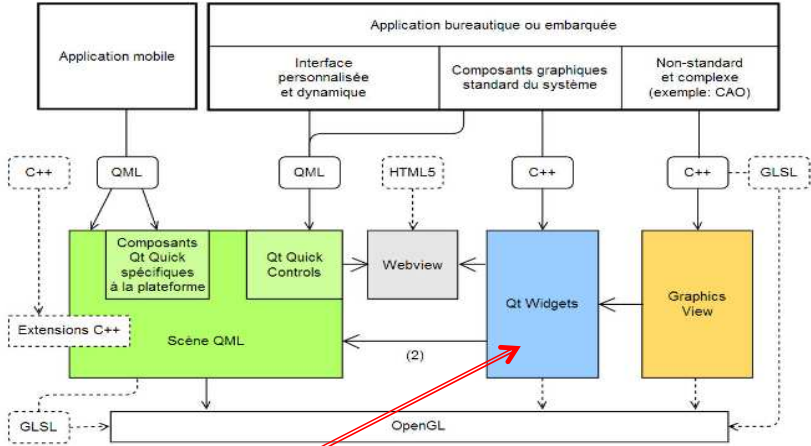 Application bureautique ou embarquée
Application mobile
Interface
personnalisée
et dynamique
Composants graphiques
standard du système
Non-standard
et complexe
(exemple: CAO)
C++
QML
QML
HTML5
C++
C++
GLSL
Composants
Qt Quick
spécifiques
à la plateforme
Qt Quick
Controls
Webview
Qt Widgets
Graphics
View
Extensions C++
Scène QML
(2)
GLSL
OpenGL